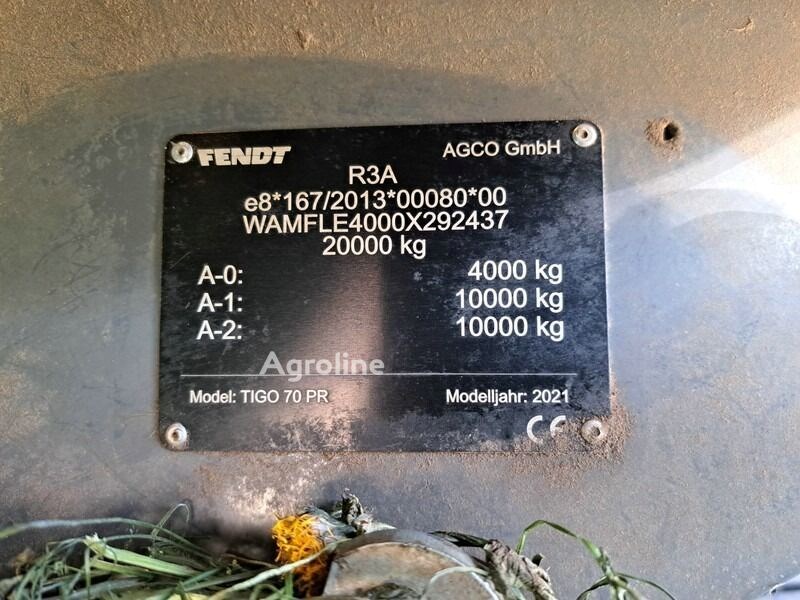 FENDT AGCO GmbH
R3A
e8*167/2013*00080*00
WAMFLE4000X292437
20000 kg
A-0: 4000 kg
A-1: 10000 kg
A-2: 10000 kg
Agroline
Model: TIGO 70 PR Modelljahr: 2021
CE